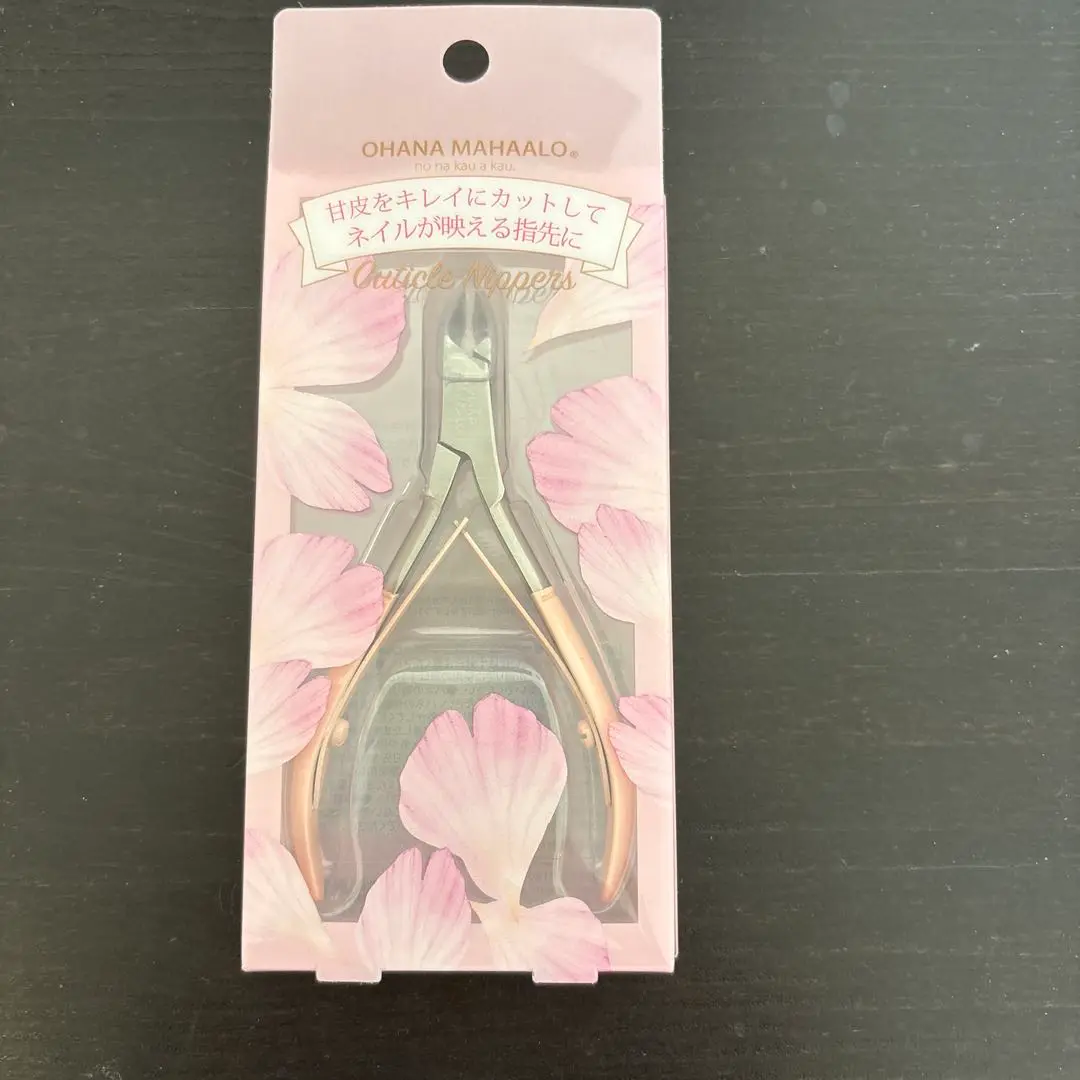 OHANA MAHAALO®
no na kau a kau.
甘皮をキレイにカットして
ネイルが映える指先に
Cuticle Nippers